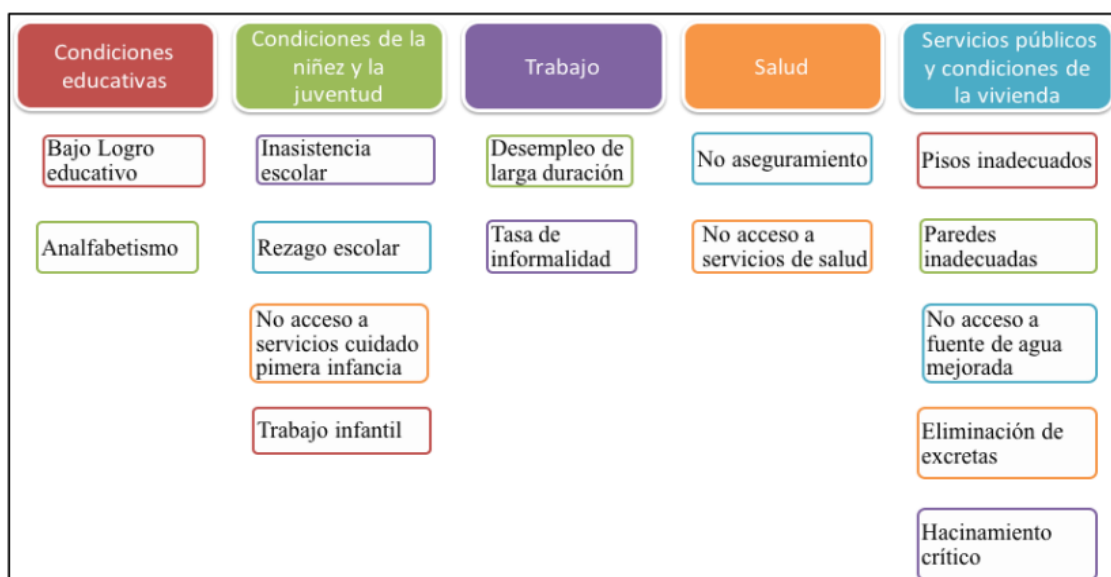 Condiciones
educativas
Bajo Logro
educativo
Analfabetismo
Condiciones de la
niñez y la
juventud
Inasistencia
escolar
Rezago escolar
No acceso a
servicios cuidado
pimera infancia
Trabajo infantil
Trabajo
Desempleo de
larga duración
Tasa de
informalidad
Salud
No aseguramiento
No acceso a
servicios de salud
Servicios públicos
y condiciones de
la vivienda
Pisos inadecuados
Paredes
inadecuadas
No acceso a
fuente de agua
mejorada
Eliminación de
excretas
Hacinamiento
crítico